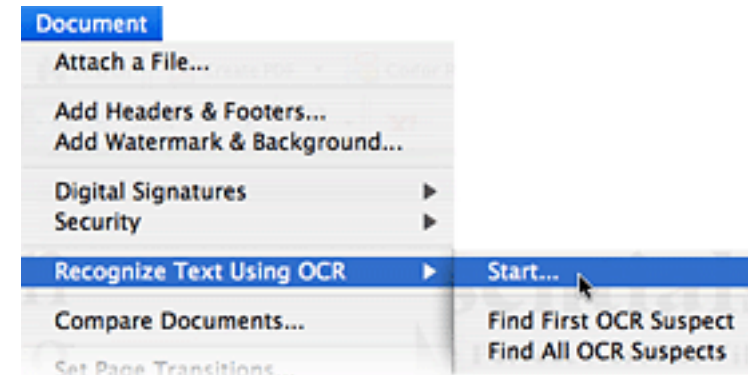 Document
Attach a File...
Add Headers & Footers...
Add Watermark & Background...
Digital Signatures
Security
Recognize Text Using OCR
Start...
Compare Documents...
Find First OCR Suspect
Find All OCR Suspects
Set Page Transitions...